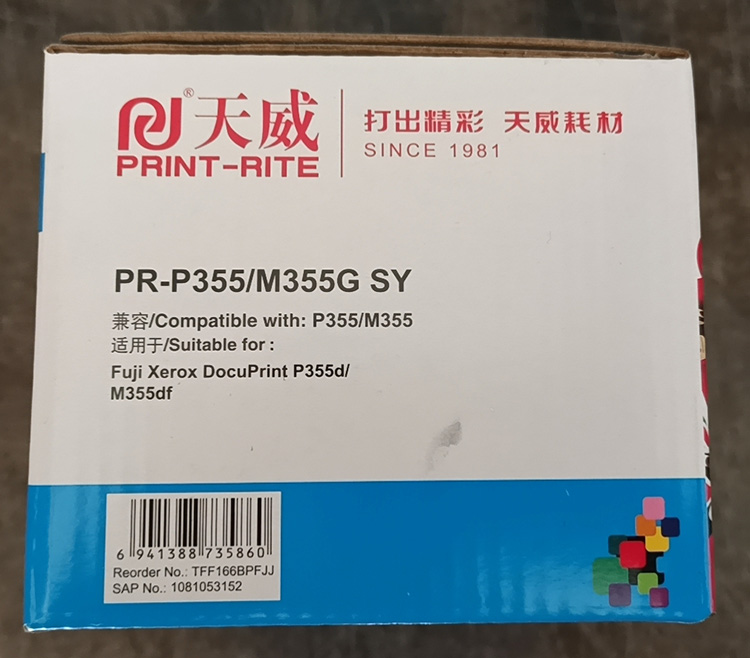 PJ®天威
PRINT-RITE
打出精彩 天威耗材
SINCE 1981
PR-P355/M355G SY
兼容/Compatible with: P355/M355
适用于/Suitable for :
Fuji Xerox DocuPrint P355d/
M355df
6 941388 735860
Reorder No.: TFF166BPFJJ
SAP No.: 1081053152